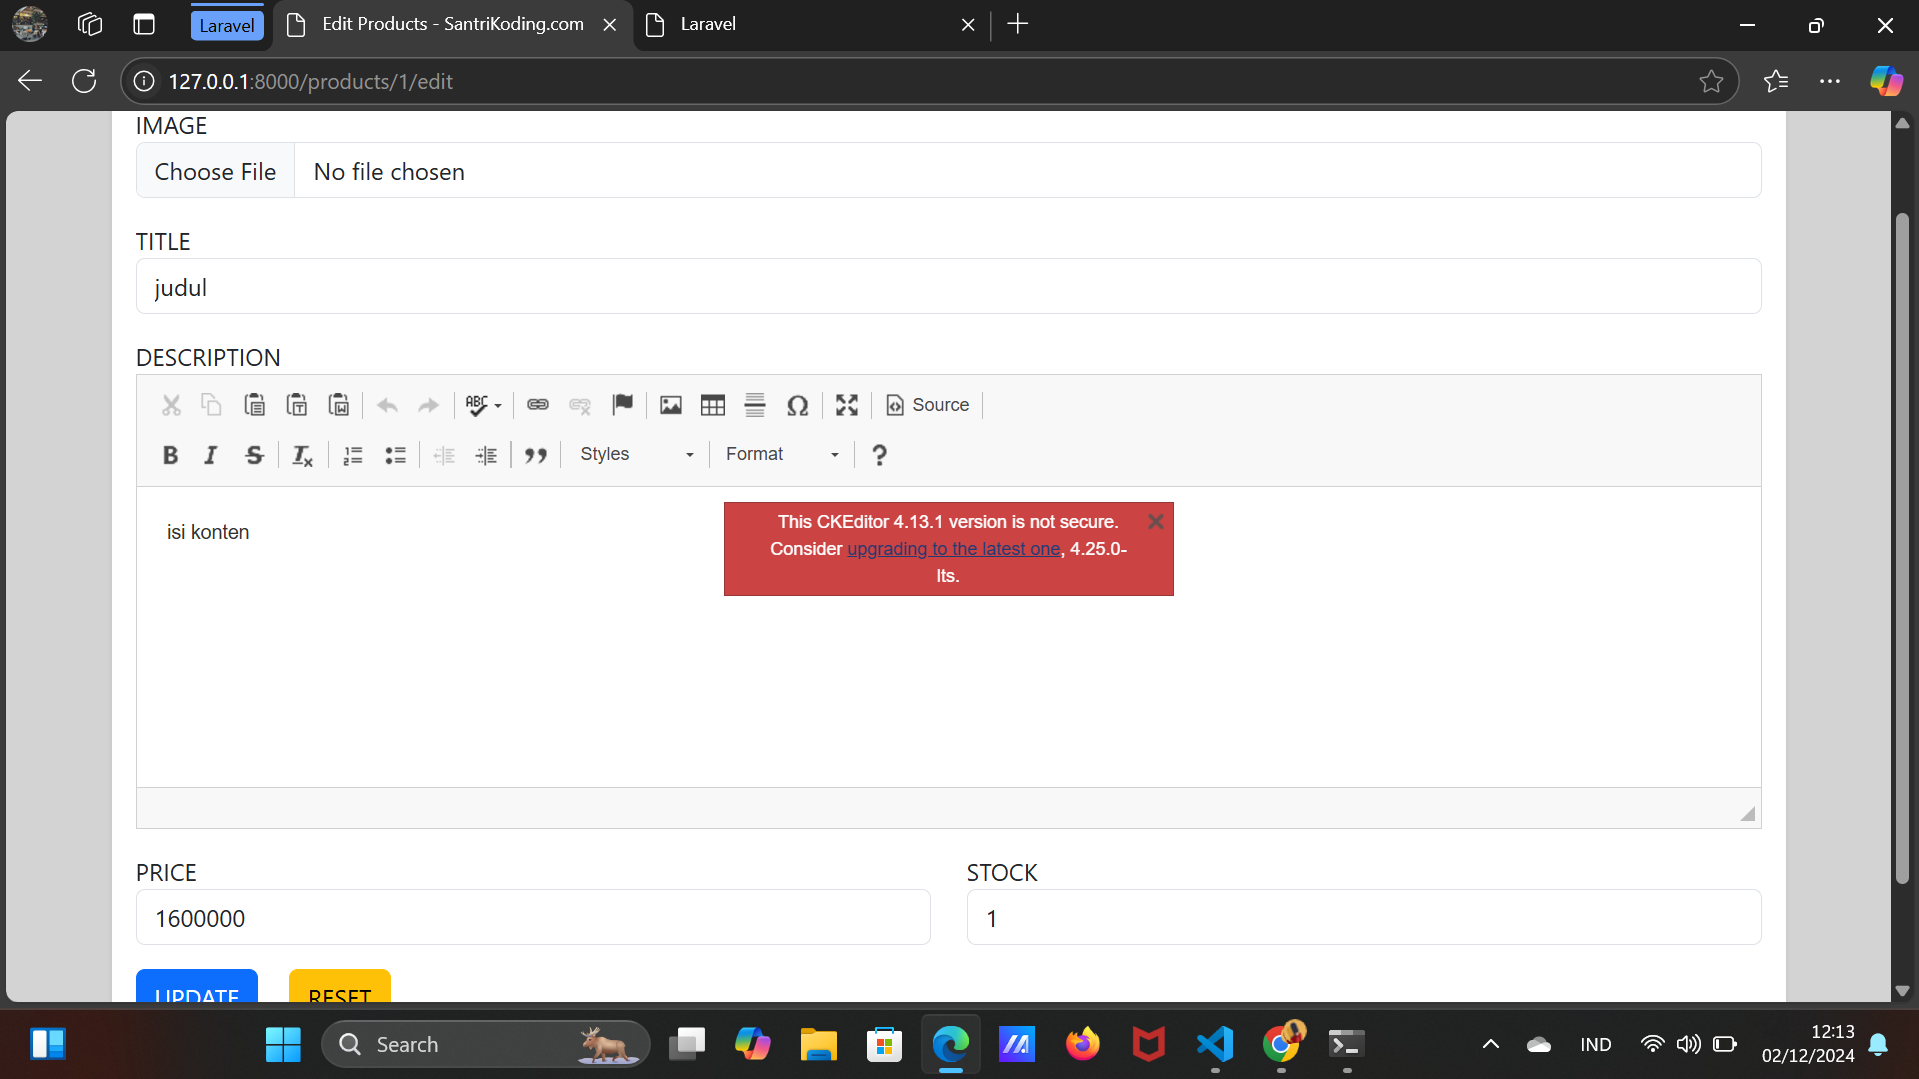 Laravel
Edit Products - SantriKoding.com
Laravel
127.0.0.1:8000/products/1/edit
IMAGE
Choose File
No file chosen
TITLE
judul
DESCRIPTION
ABC
Source
B I S Tx
Styles
Format
?
isi konten
This CKEditor 4.13.1 version is not secure.
Consider upgrading to the latest one, 4.25.0-
lts.
PRICE
STOCK
1600000
1
UPDATE
RESET
Search
IND
12:13
02/12/2024